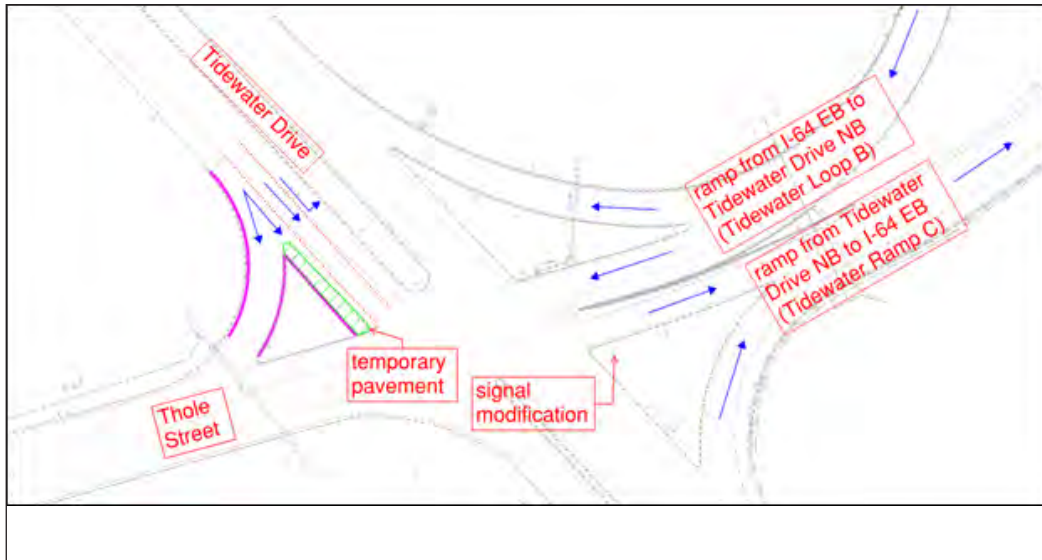 Tidewater Drive
ramp from I-64 EB to
Tidewater Drive NB
(Tidewater Loop B)
ramp from Tidewater
Drive NB to I-64 EB
(Tidewater Ramp C)
temporary
pavement
signal
modification
Thole
Street